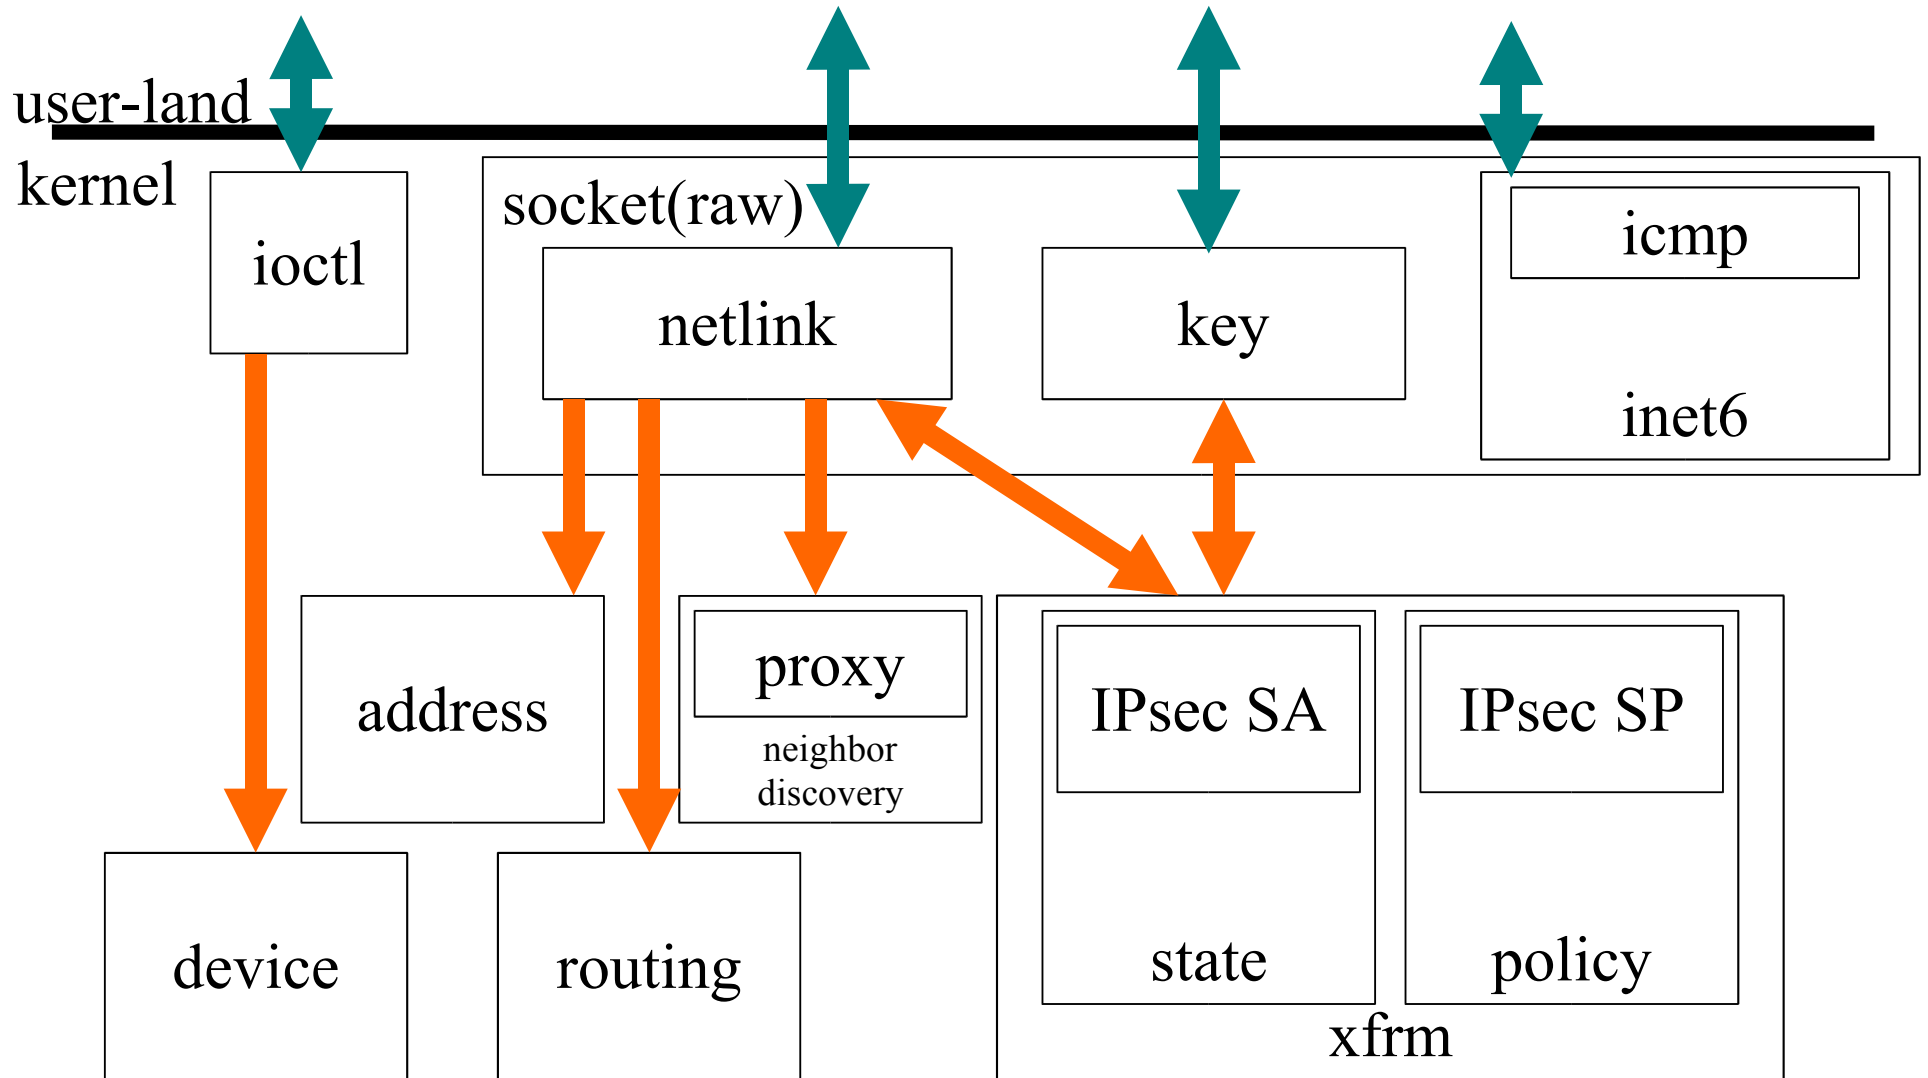 user-land
kernel
socket(raw)
ioctl
netlink
key
icmp
inet6
address
proxy
neighbor
discovery
IPsec SA
IPsec SP
device
routing
state
policy
xfrm